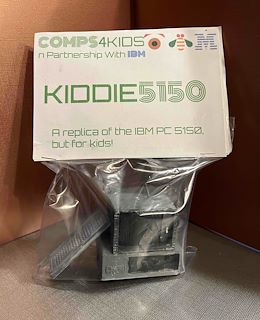 COMPS4KIDS
n Partnership With IBM
KIDDIE5150
A replica of the IBM PC 5150,
but for kids!